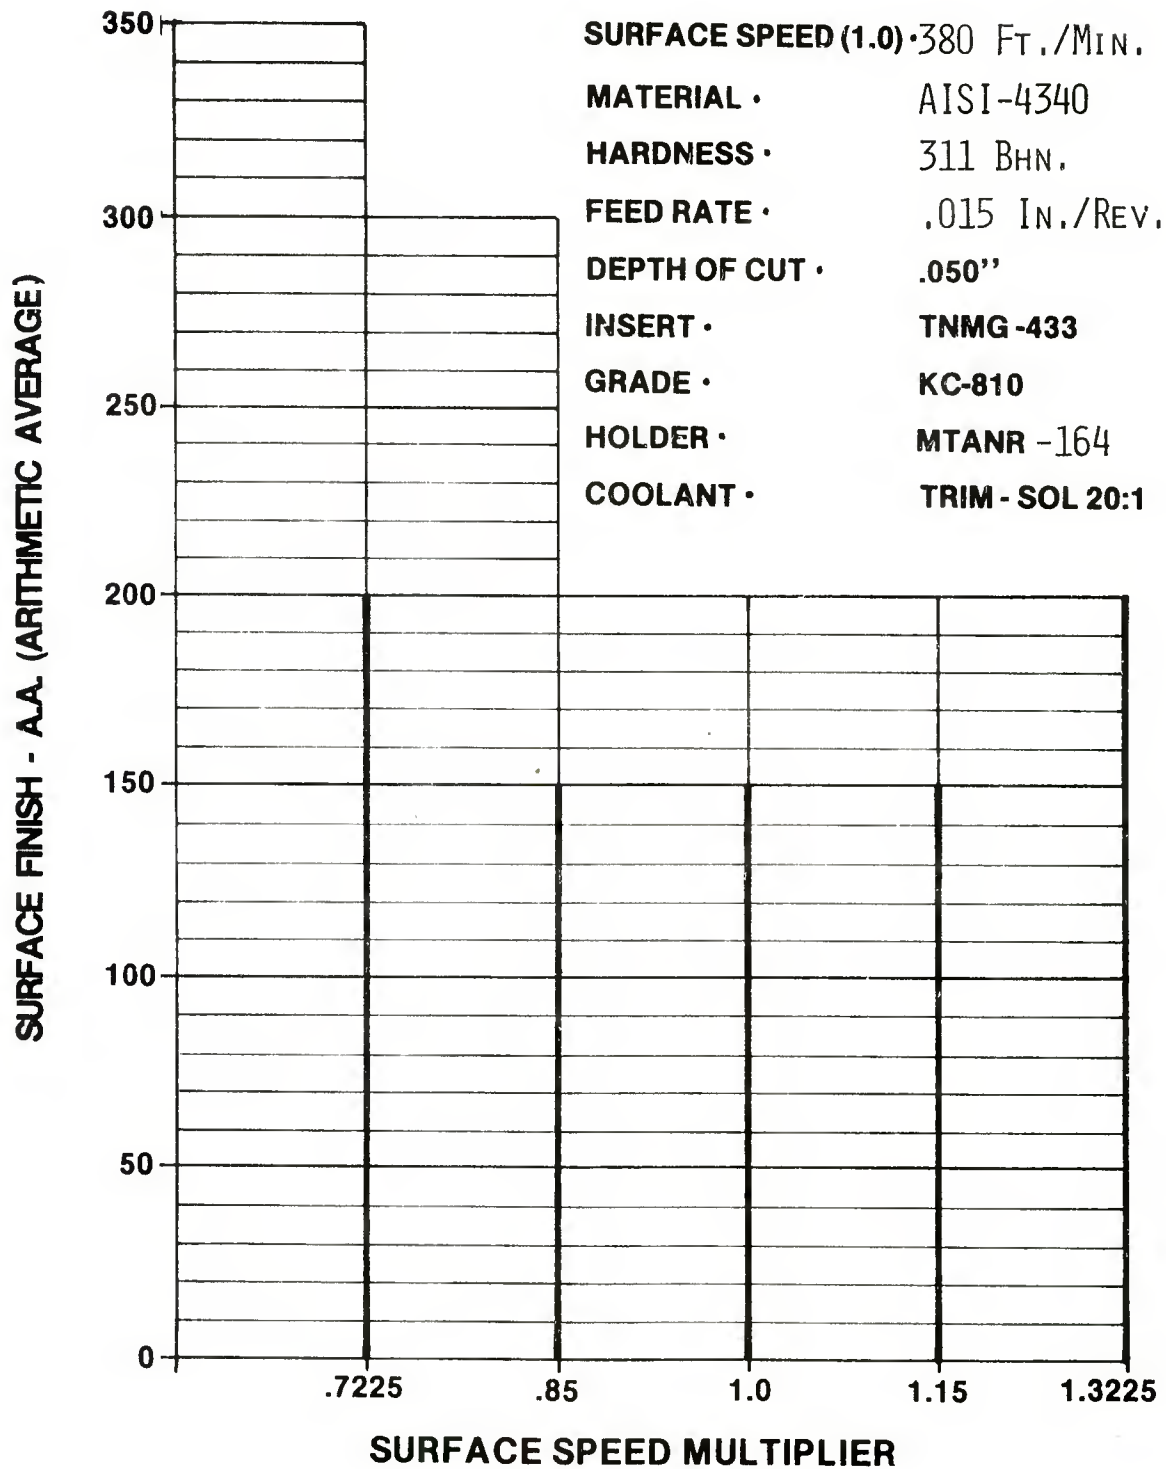 350
300
250
200
150
100
50
0
SURFACE FINISH - A.A. (ARITHMETIC AVERAGE)
SURFACE SPEED (1.0) · 380 FT./MIN.
MATERIAL · AISI-4340
HARDNESS · 311 BHN.
FEED RATE · .015 IN./REV.
DEPTH OF CUT · .050”
INSERT · TNMG -433
GRADE · KC-810
HOLDER · MTANR -164
COOLANT · TRIM - SOL 20:1
.7225 .85 1.0 1.15 1.3225
SURFACE SPEED MULTIPLIER